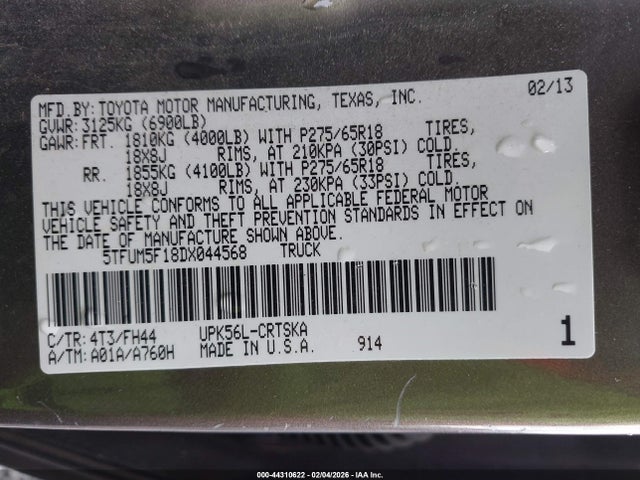 MFD.BY:TOYOTA MOTOR MANUFACTURING, TEXAS, INC. 02/13
GVWR:3125KG (6900LB)
GAWR:FRT. 1810KG (4000LB) WITH P275/65R18 TIRES,
18X8J RIMS, AT 210KPA (30PSI) COLD.
RR. 1855KG (4100LB) WITH P275/65R18 TIRES,
18X8J RIMS, AT 230KPA (33PSI) COLD.
THIS VEHICLE CONFORMS TO ALL APPLICABLE FEDERAL MOTOR
VEHICLE SAFETY AND THEFT PREVENTION STANDARDS IN EFFECT ON
THE DATE OF MANUFACTURE SHOWN ABOVE.
5TFUM5F18DX044568 TRUCK
C/TR:4T3/FH44 UPK56L-CRTSKA
A/TM:A01A/A760H MADE IN U.S.A. 914 1
000-44310622 - 02/04/2026 - IAA Inc.